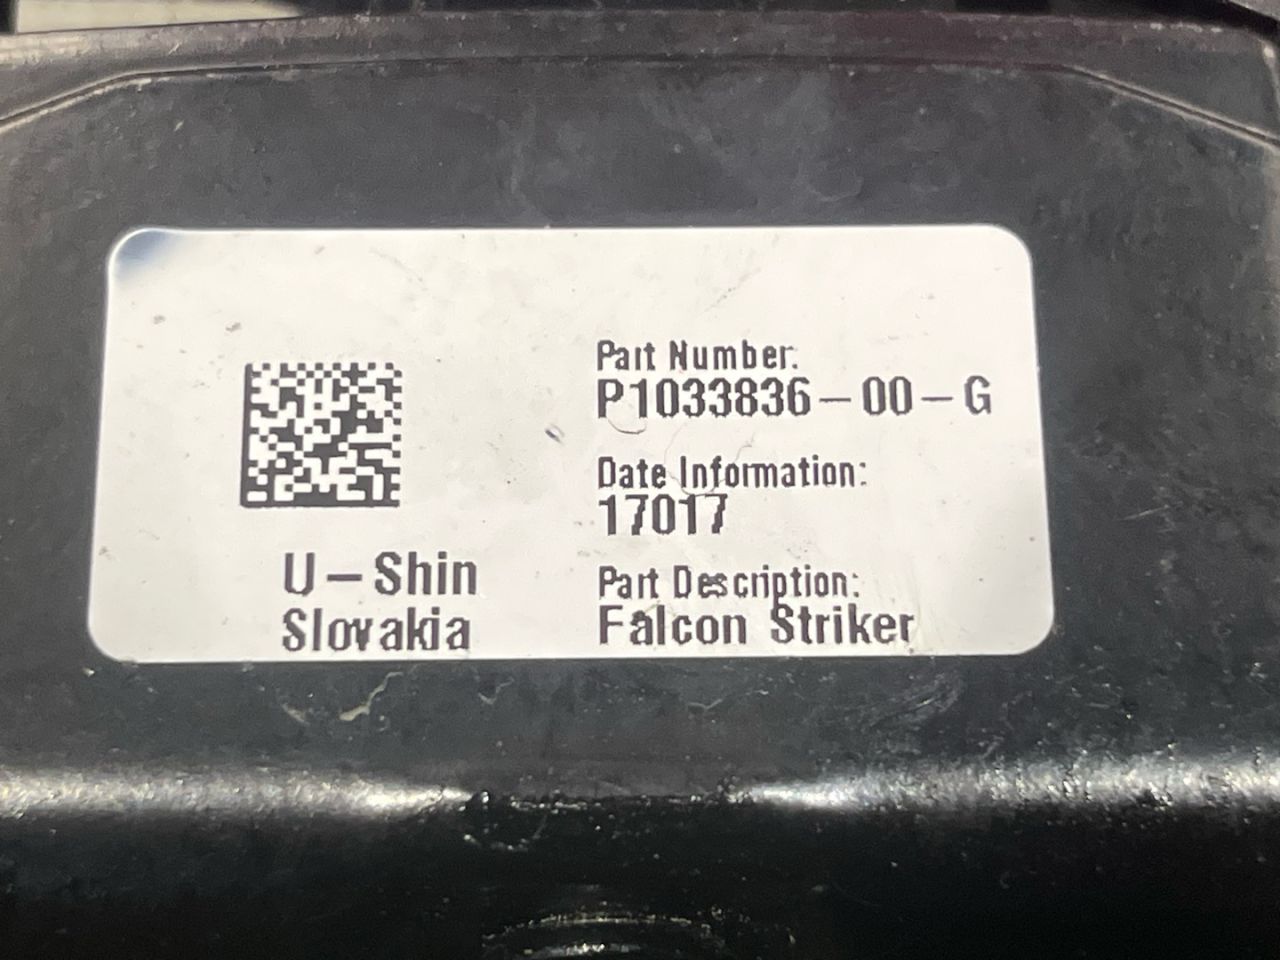 Part Number:
P1033836-00-G
Date Information:
17017
Part Description:
Falcon Striker
U-Shin
Slovakia